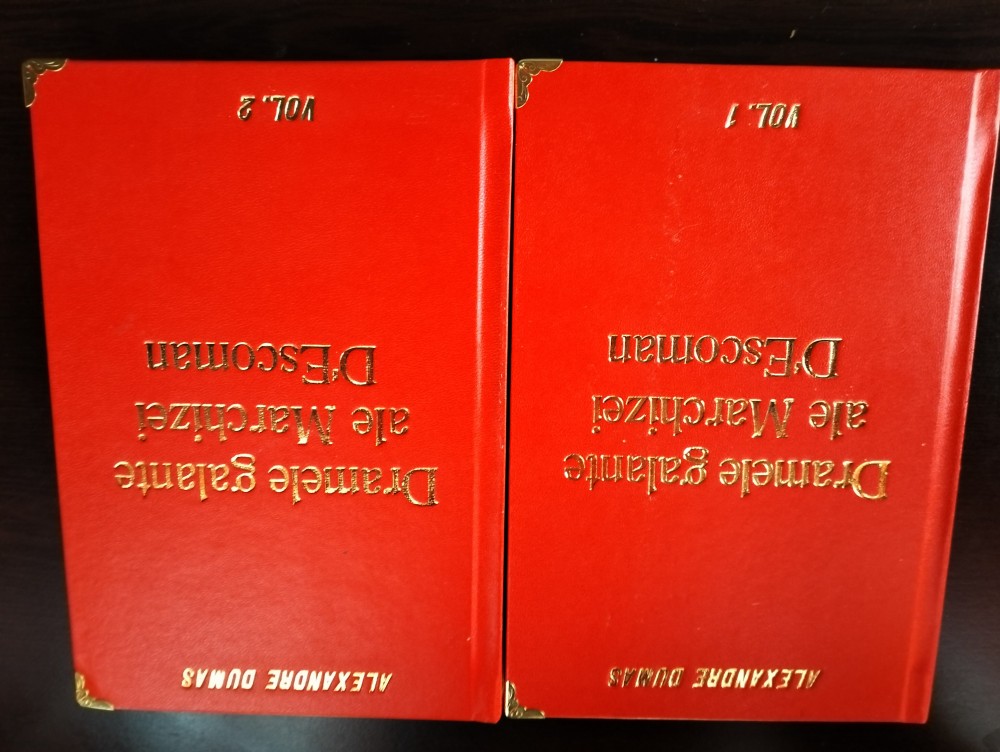 ALEXANDRE DUMAS
Dramele galante
ale Marchizei
D'Escoman
VOL. 1
ALEXANDRE DUMAS
Dramele galante
ale Marchizei
D'Escoman
VOL. 2